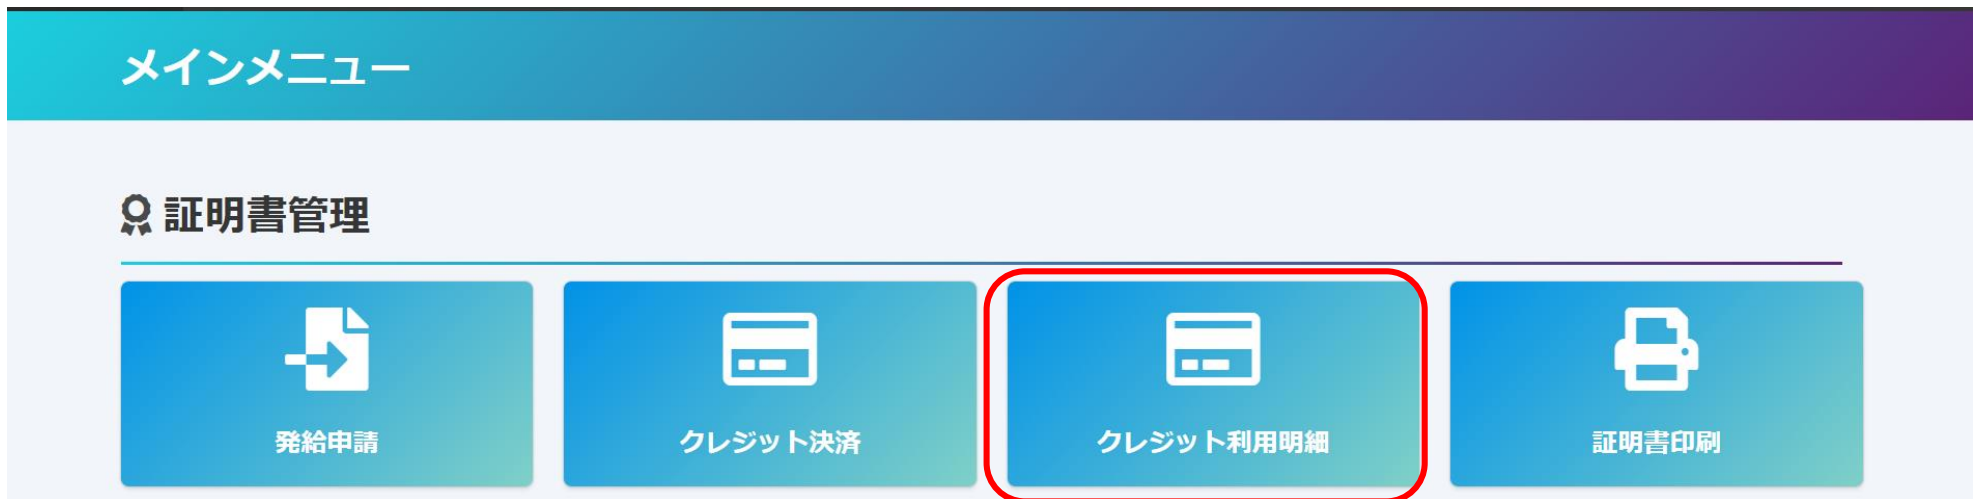 メインメニュー
証明書管理
発給申請
クレジット決済
クレジット利用明細
証明書印刷